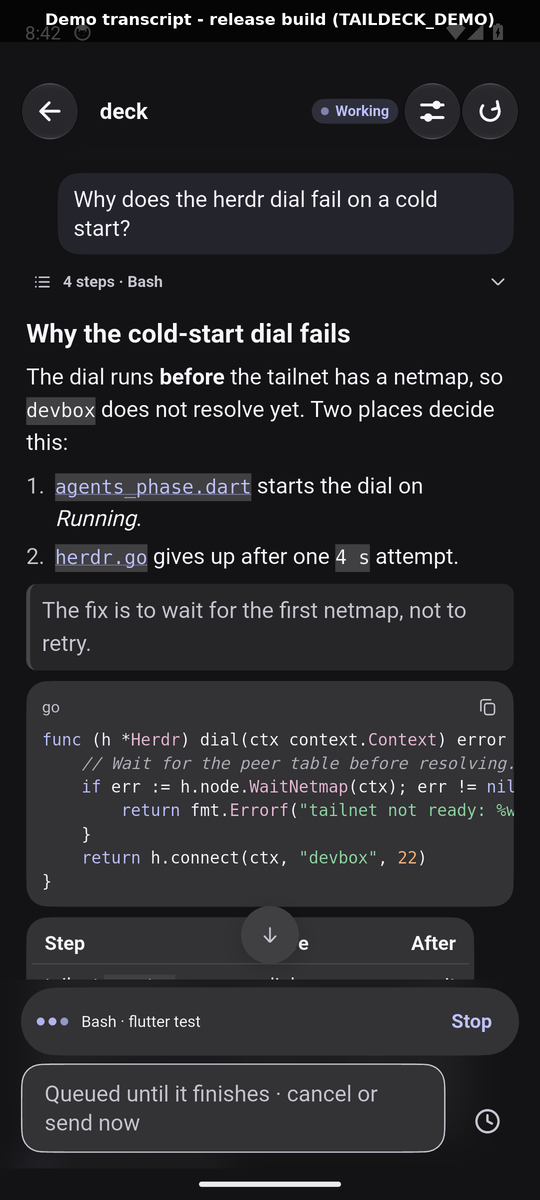 Demo transcript - release build (TAILDECK_DEMO)
8:42
deck
Working
Why does the herdr dial fail on a cold
start?
4 steps · Bash
Why the cold-start dial fails
The dial runs before the tailnet has a netmap, so
devbox does not resolve yet. Two places decide
this:
1. agents_phase.dart starts the dial on
Running.
2. herdr.go gives up after one 4 s attempt.
The fix is to wait for the first netmap, not to
retry.
go
func (h *Herdr) dial(ctx context.Context) error
// Wait for the peer table before resolving.
if err := h.node.WaitNetmap(ctx); err != nil
return fmt.Errorf("tailnet not ready: %w
}
return h.connect(ctx, "devbox", 22)
}
Step After
Bash · flutter test
Stop
Queued until it finishes · cancel or
send now